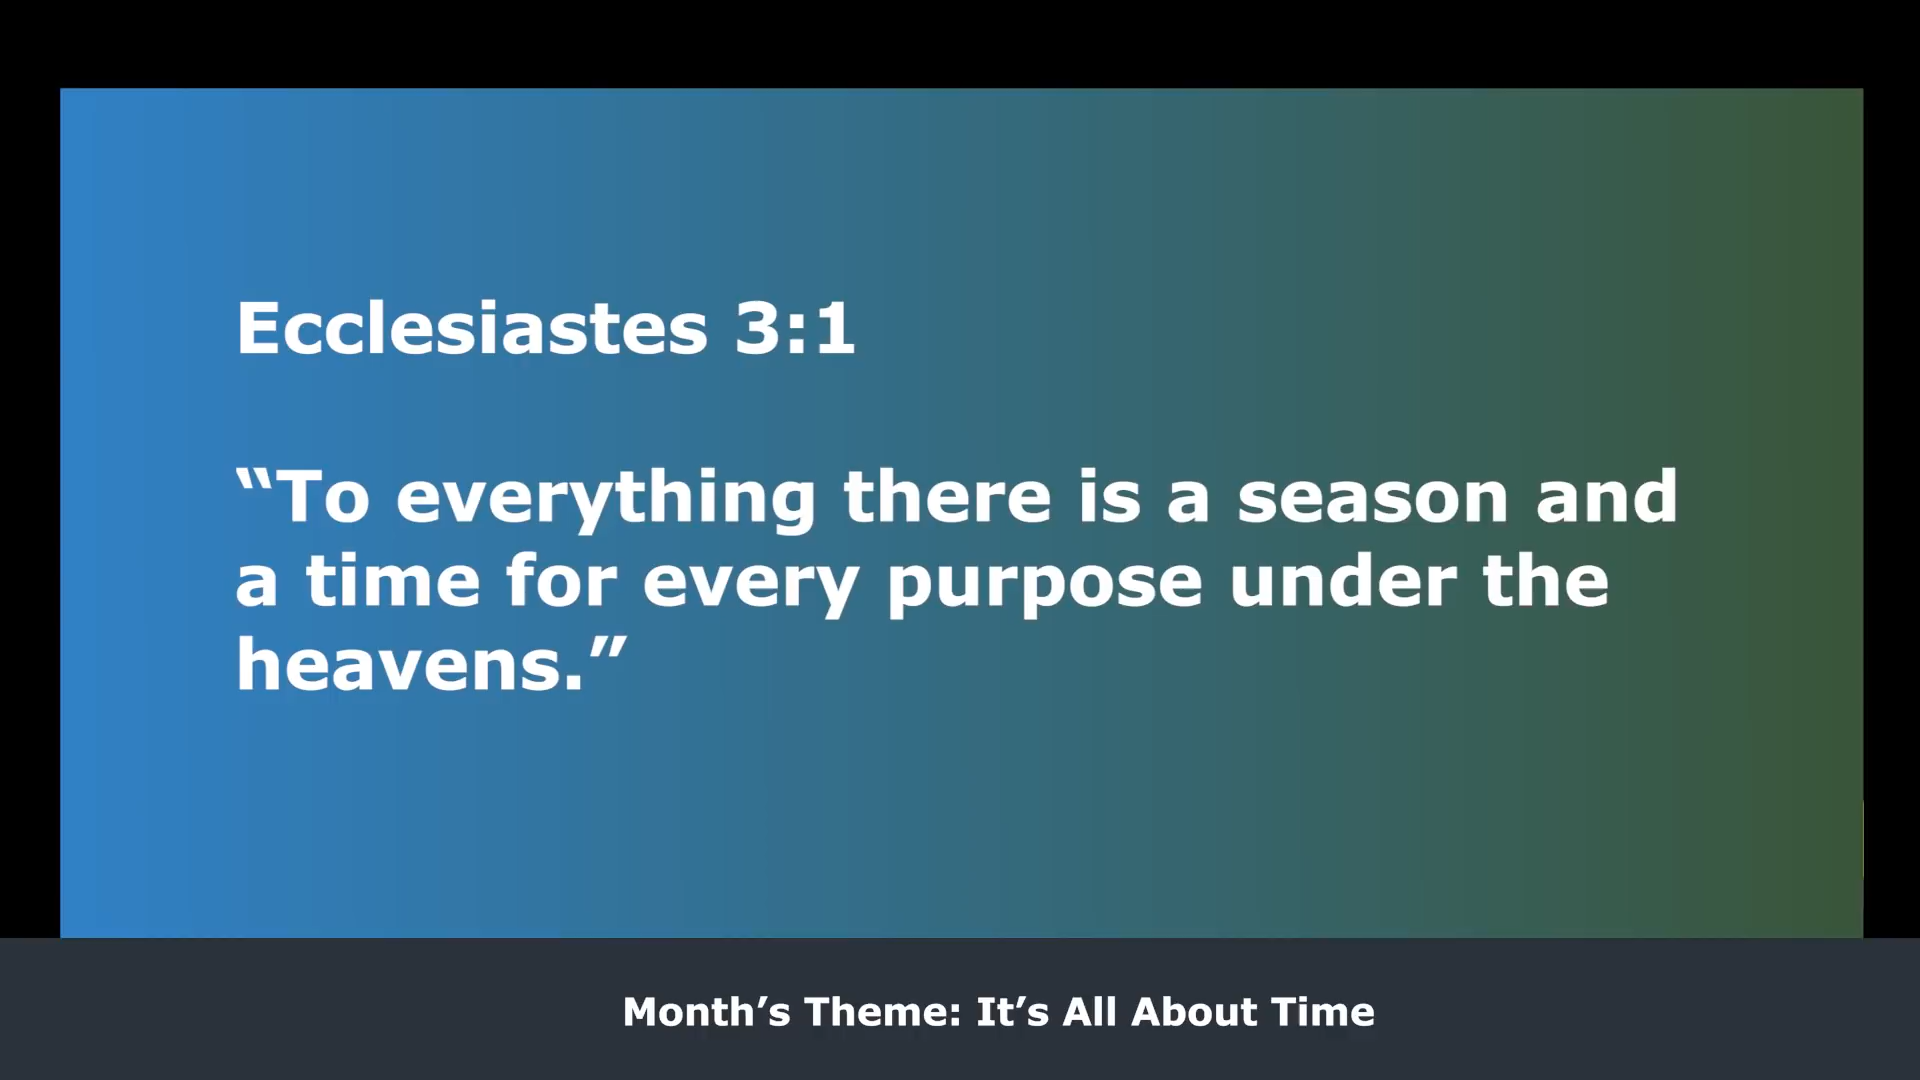 Ecclesiastes 3:1
“To everything there is a season and
a time for every purpose under the
heavens.”
Month’s Theme: It’s All About Time